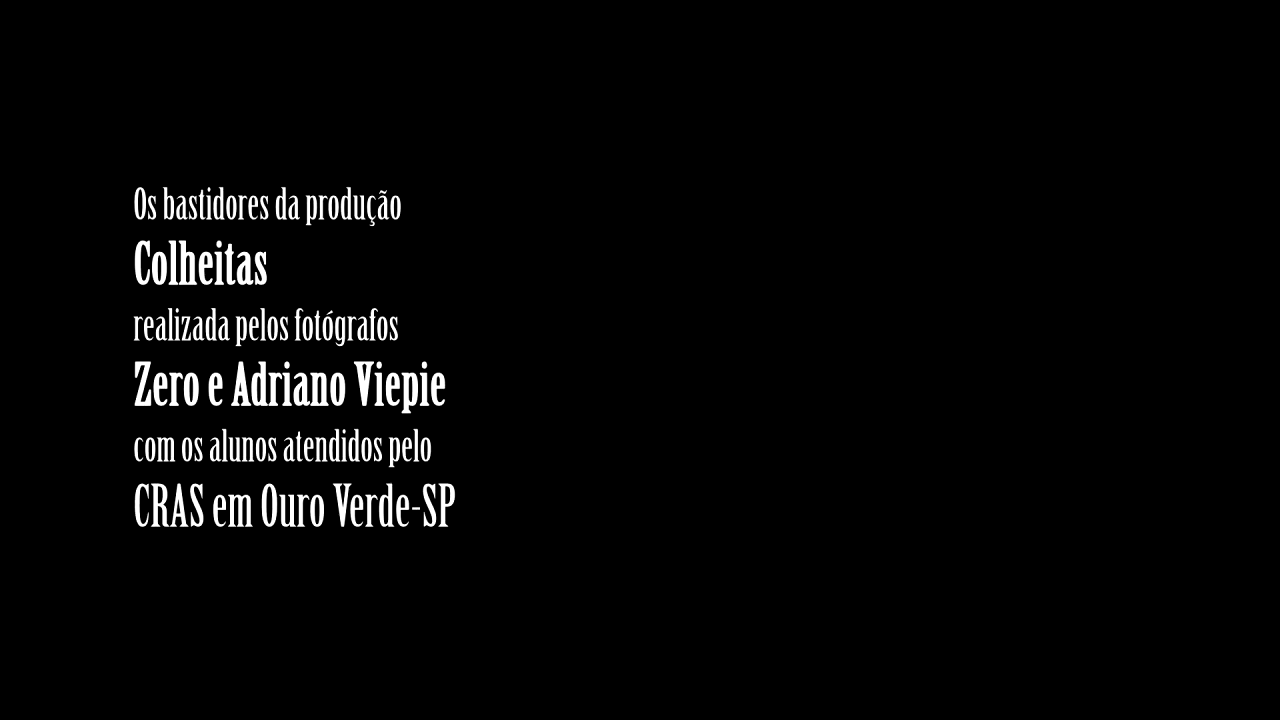 Os bastidores da produção
Colheitas
realizada pelos fotógrafos
Zero e Adriano Viepie
com os alunos atendidos pelo
CRAS em Ouro Verde-SP